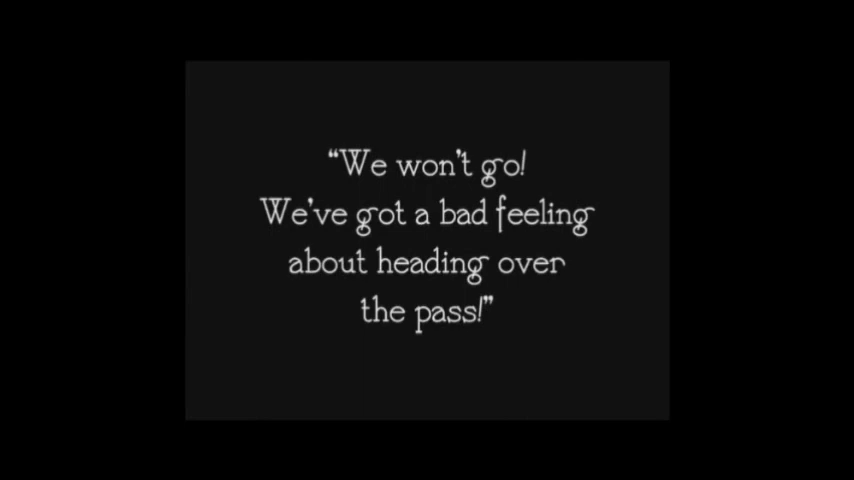 “We won't go!
We've got a bad feeling
about heading over
the pass!”